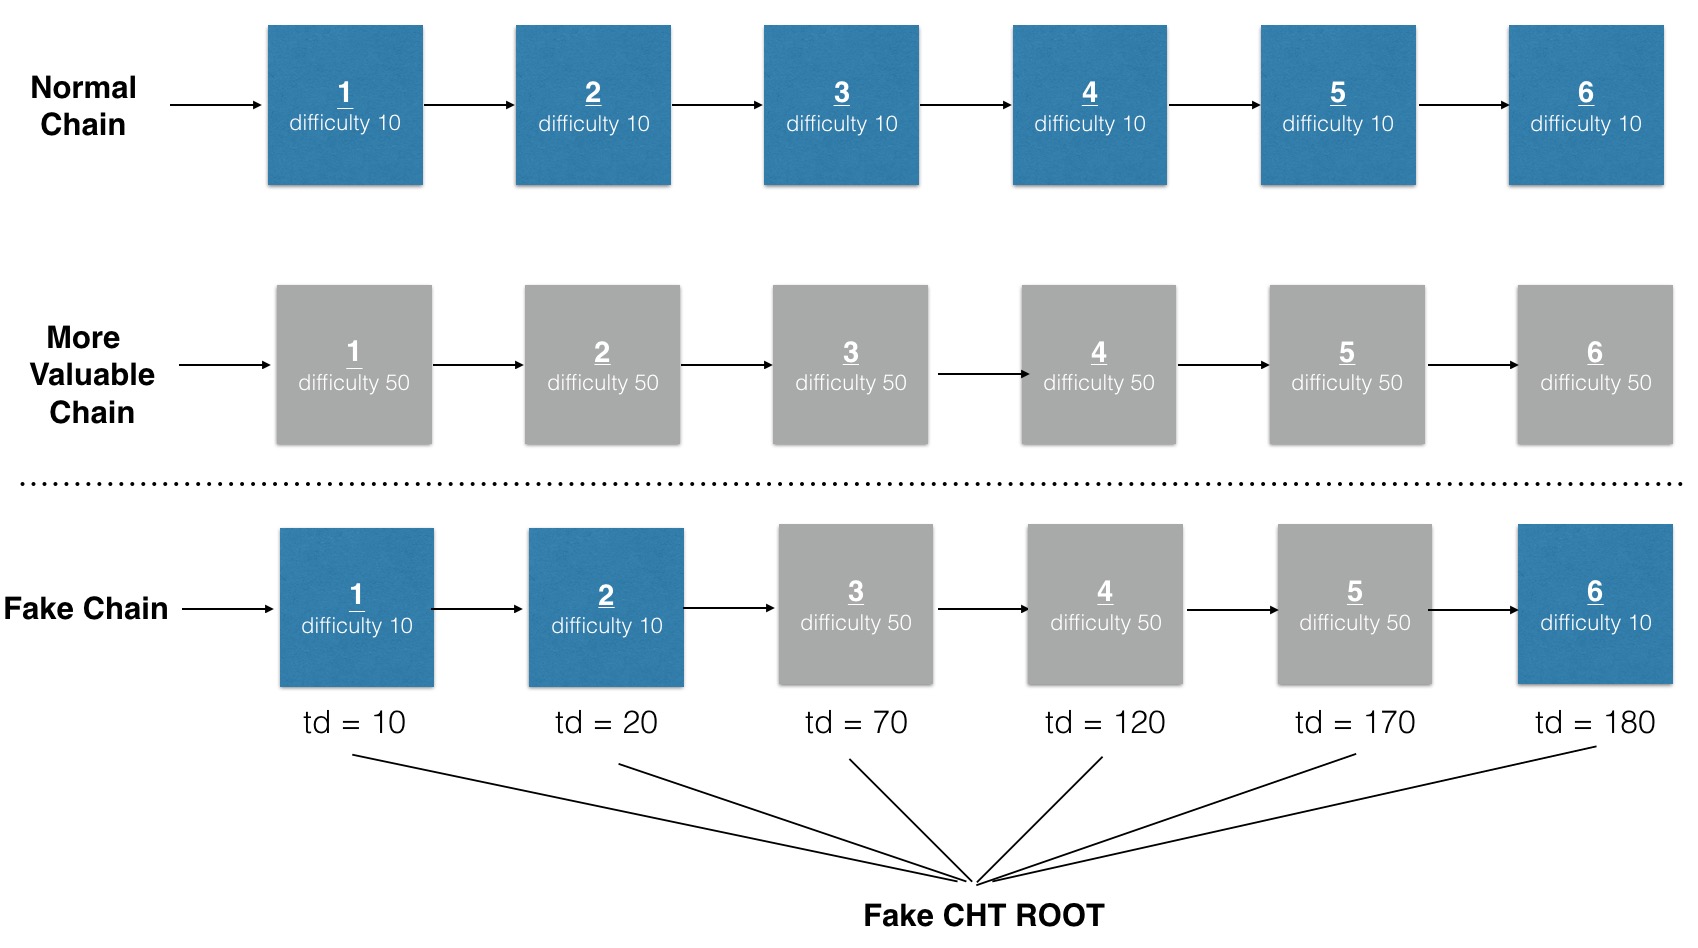 Normal
Chain
1
difficulty 10
2
difficulty 10
3
difficulty 10
4
difficulty 10
5
difficulty 10
6
difficulty 10
More
Valuable
Chain
1
difficulty 50
2
difficulty 50
3
difficulty 50
4
difficulty 50
5
difficulty 50
6
difficulty 50
Fake Chain
1
difficulty 10
2
difficulty 10
3
difficulty 50
4
difficulty 50
5
difficulty 50
6
difficulty 10
td = 10
td = 20
td = 70
td = 120
td = 170
td = 180
Fake CHT ROOT